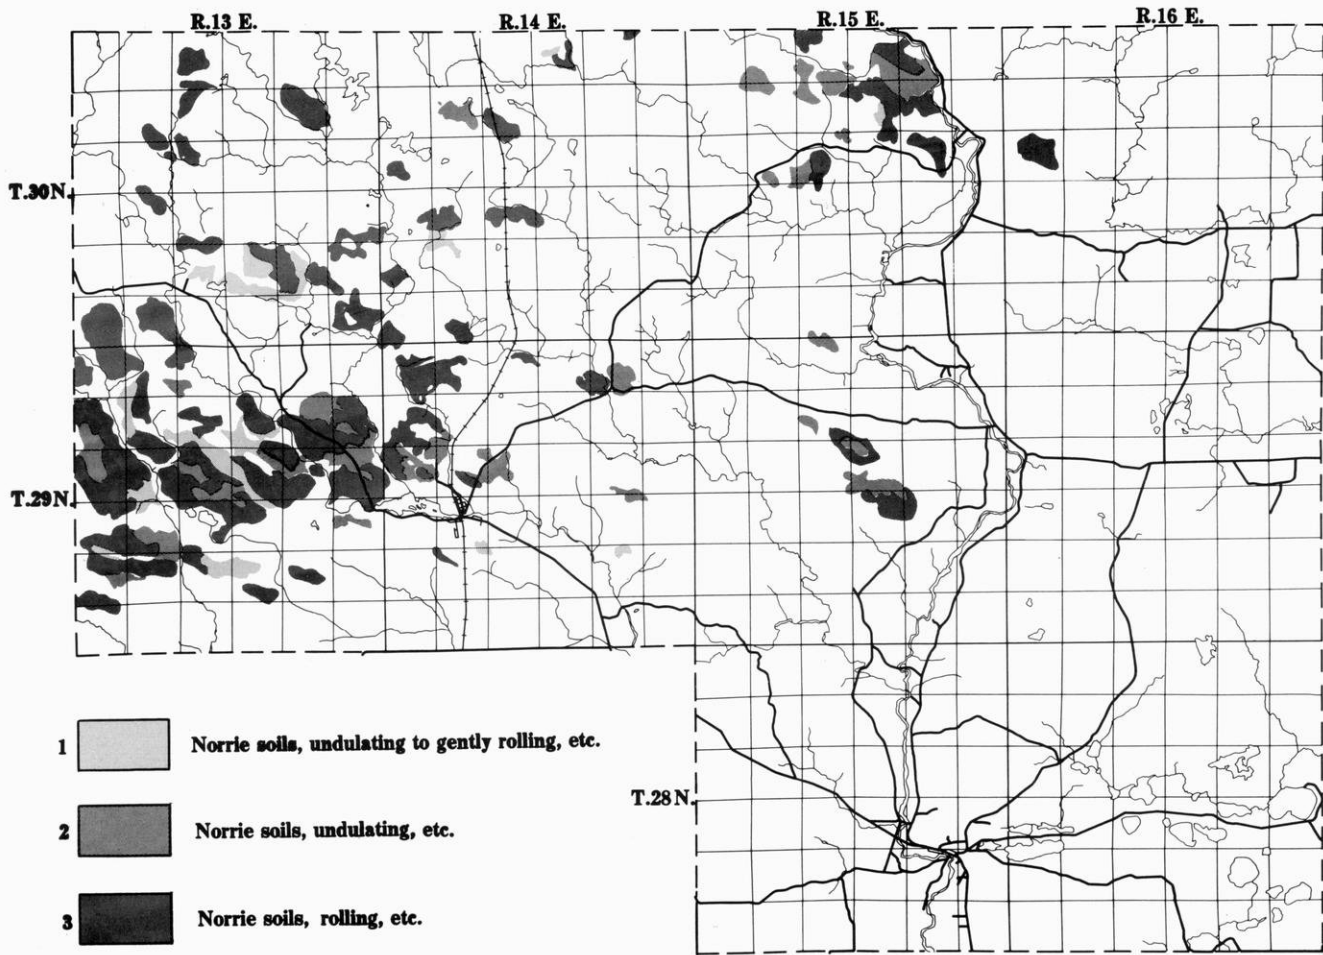 R.13 E. R.14 E. R.15 E. R.16 E.
T.30N.
T.29N.
1 Norrie soils, undulating to gently rolling, etc.
T.28N.
2 Norrie soils, undulating, etc.
3 Norrie soils, rolling, etc.